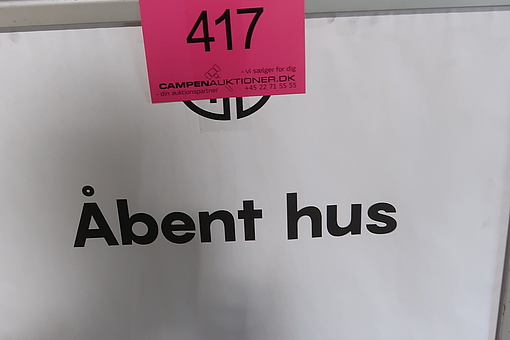 417
- vi sælger for dig
CAMPENAUKTIONER.DK
- din auktionspartner +45 22 71 55 55
Åbent hus